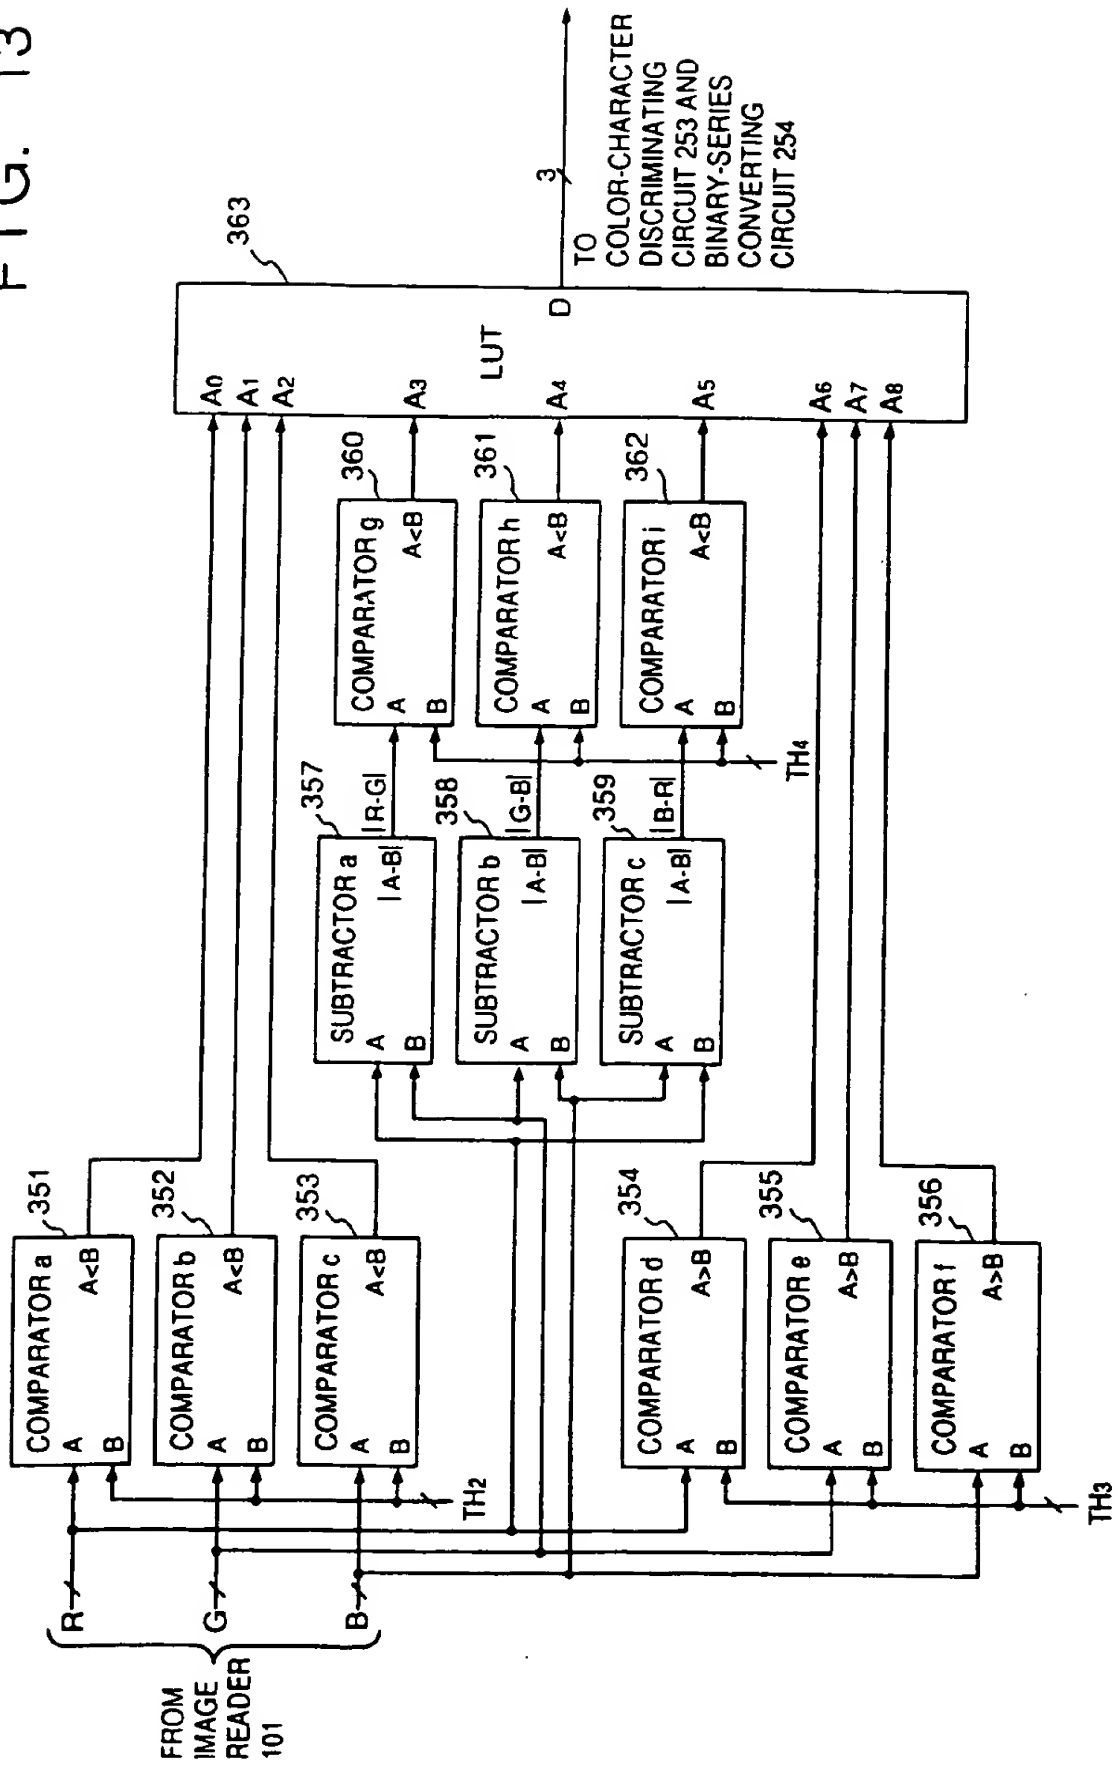 FIG. 13
FROM
IMAGE
READER
101
R
G
B
TH2
TH3
COMPARATOR a
A
B
A<B
351
COMPARATOR b
A
B
A<B
352
COMPARATOR c
A
B
A<B
353
COMPARATOR d
A
B
A>B
354
COMPARATOR e
A
B
A>B
355
COMPARATOR f
A
B
A>B
356
SUBTRACTOR a
A
B
|A-B|
357
|R-G|
SUBTRACTOR b
A
B
|A-B|
358
|G-B|
SUBTRACTOR c
A
B
|A-B|
359
|B-R|
TH4
COMPARATOR g
A
B
A<B
360
COMPARATOR h
A
B
A<B
361
COMPARATOR i
A
B
A<B
362
A0
A1
A2
A3
A4
A5
A6
A7
A8
LUT
D
363
3
TO
COLOR-CHARACTER
DISCRIMINATING
CIRCUIT 253 AND
BINARY-SERIES
CONVERTING
CIRCUIT 254